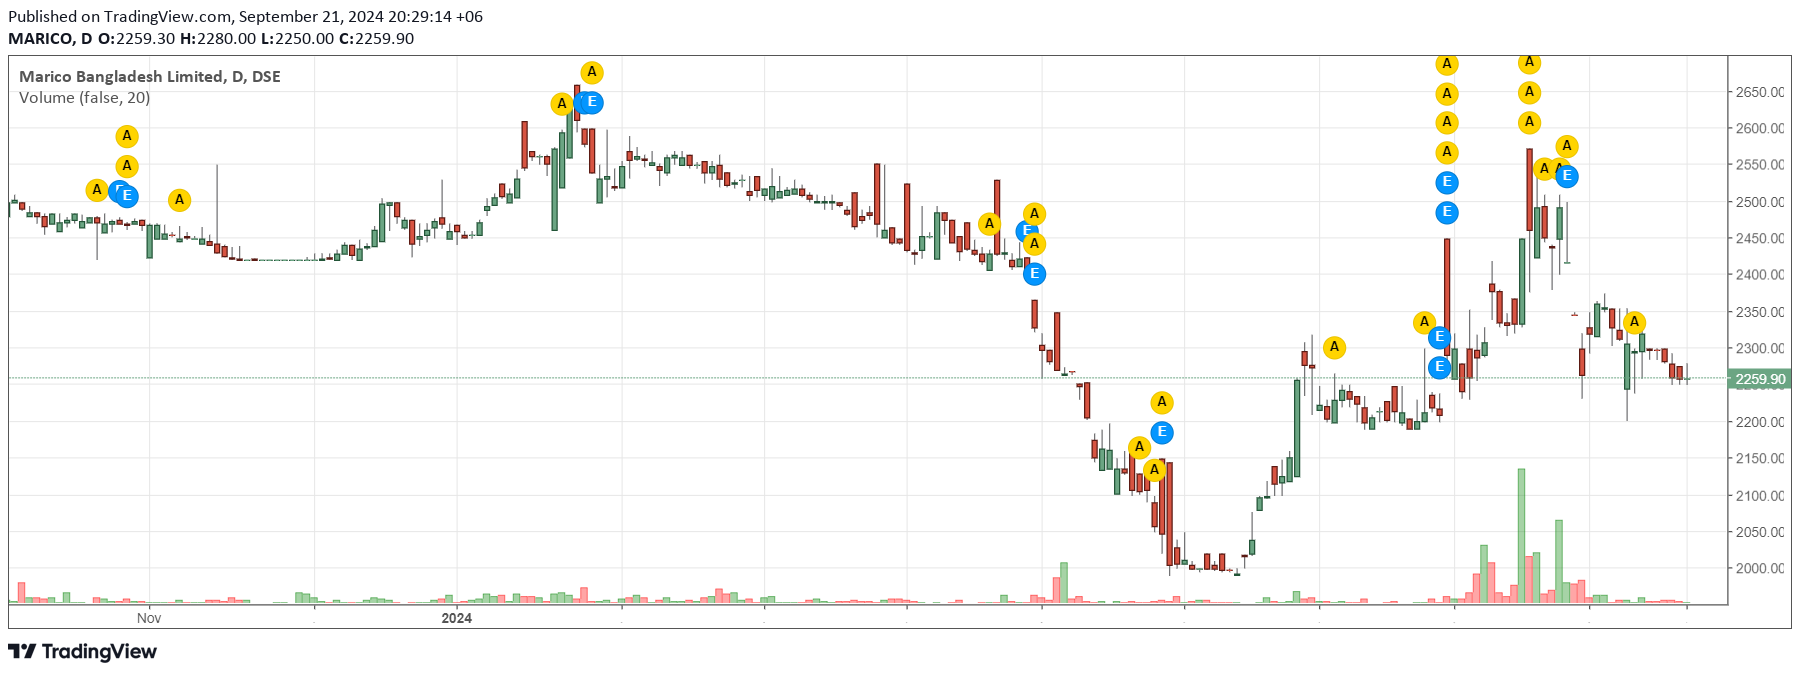 Published on TradingView.com, September 21, 2024 20:29:14 +06
MARICO, D O:2259.30 H:2280.00 L:2250.00 C:2259.90
Marico Bangladesh Limited, D, DSE
Volume (false, 20)
A
A
A
E
A
A
A
E
A
E
A
A
E
A
E
A
A
A
E
A
A
E
E
A
A
A
A
E
E
A
A
A
A
A
A
E
A
2650.00
2600.00
2550.00
2500.00
2450.00
2400.00
2350.00
2300.00
2259.90
2200.00
2150.00
2100.00
2050.00
2000.00
Nov
2024
TradingView